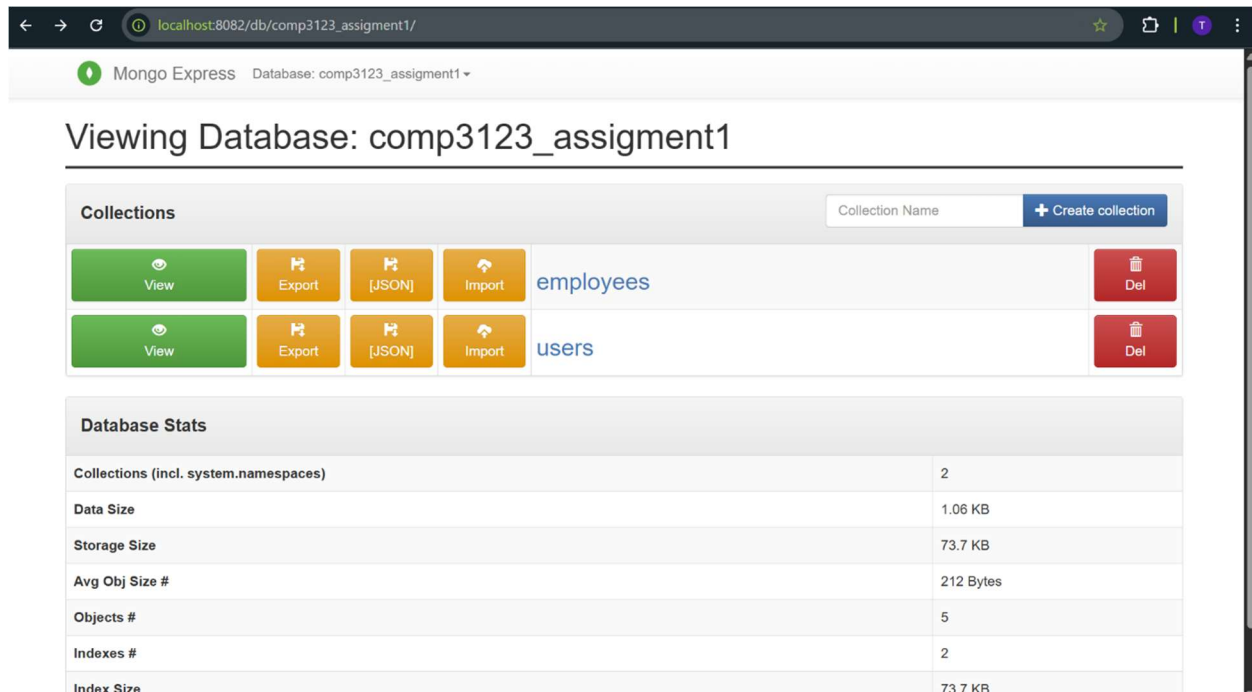 localhost:8082/db/comp3123_assigment1/
T
Mongo Express Database: comp3123_assigment1
Viewing Database: comp3123_assigment1
Collections
Collection Name
Create collection
View Export [JSON] Import employees Del
View Export [JSON] Import users Del
Database Stats
Collections (incl. system.namespaces) 2
Data Size 1.06 KB
Storage Size 73.7 KB
Avg Obj Size # 212 Bytes
Objects # 5
Indexes # 2
Index Size 73.7 KB